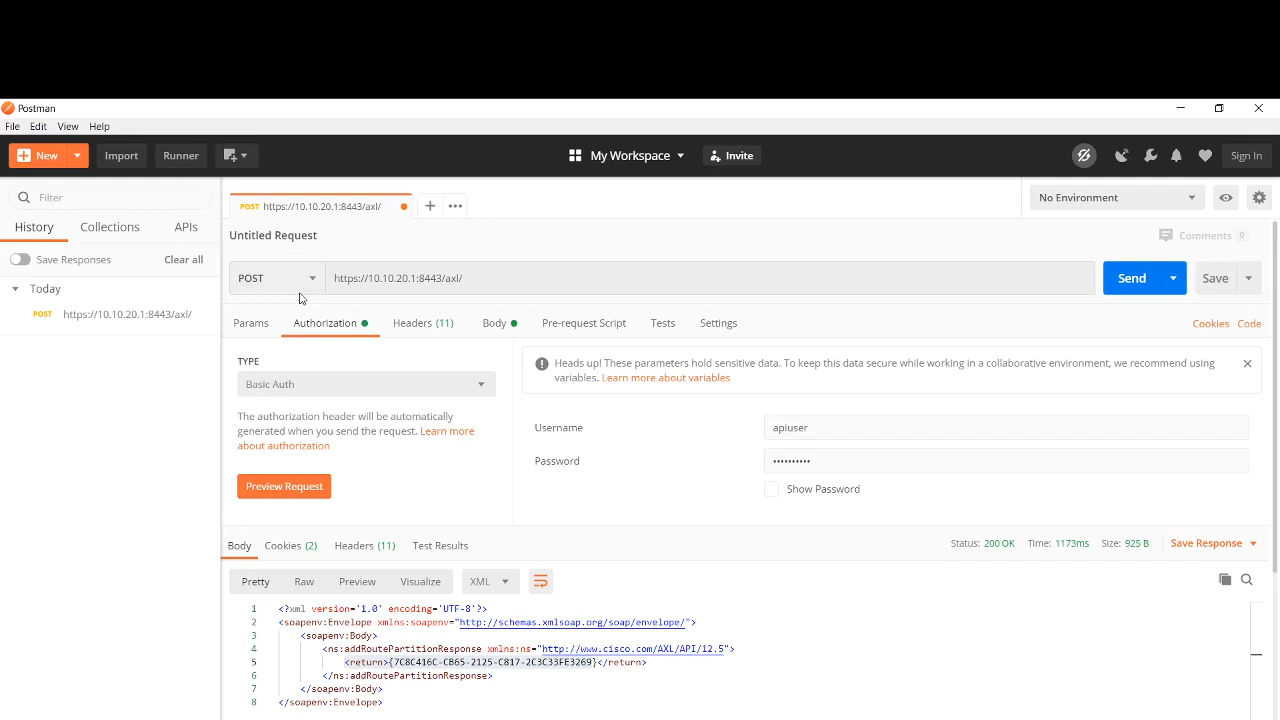 Postman
File Edit View Help
New Import Runner My Workspace Invite Sign In
Filter
History Collections APIs
Save Responses Clear all
Today
POST https://10.10.20.1:8443/axl/
POST https://10.10.20.1:8443/axl/ + ••• No Environment
Untitled Request Comments 0
POST https://10.10.20.1:8443/axl/ Send Save
Params Authorization Headers (11) Body Pre-request Script Tests Settings Cookies Code
TYPE
Basic Auth
The authorization header will be automatically
generated when you send the request. Learn more
about authorization
Preview Request
Heads up! These parameters hold sensitive data. To keep this data secure while working in a collaborative environment, we recommend using
variables. Learn more about variables
Username apiuser
Password ••••••••••
Show Password
Body Cookies (2) Headers (11) Test Results Status: 200 OK Time: 1173ms Size: 925 B Save Response
Pretty Raw Preview Visualize XML
1 <?xml version='1.0' encoding='UTF-8'?>
2 <soapenv:Envelope xmlns:soapenv="http://schemas.xmlsoap.org/soap/envelope/">
3 <soapenv:Body>
4 <ns:addRoutePartitionResponse xmlns:ns="http://www.cisco.com/AXL/API/12.5">
5 <return>{7C8C416C-CB65-2125-C817-2C3C33FE3269}</return>
6 </ns:addRoutePartitionResponse>
7 </soapenv:Body>
8 </soapenv:Envelope>